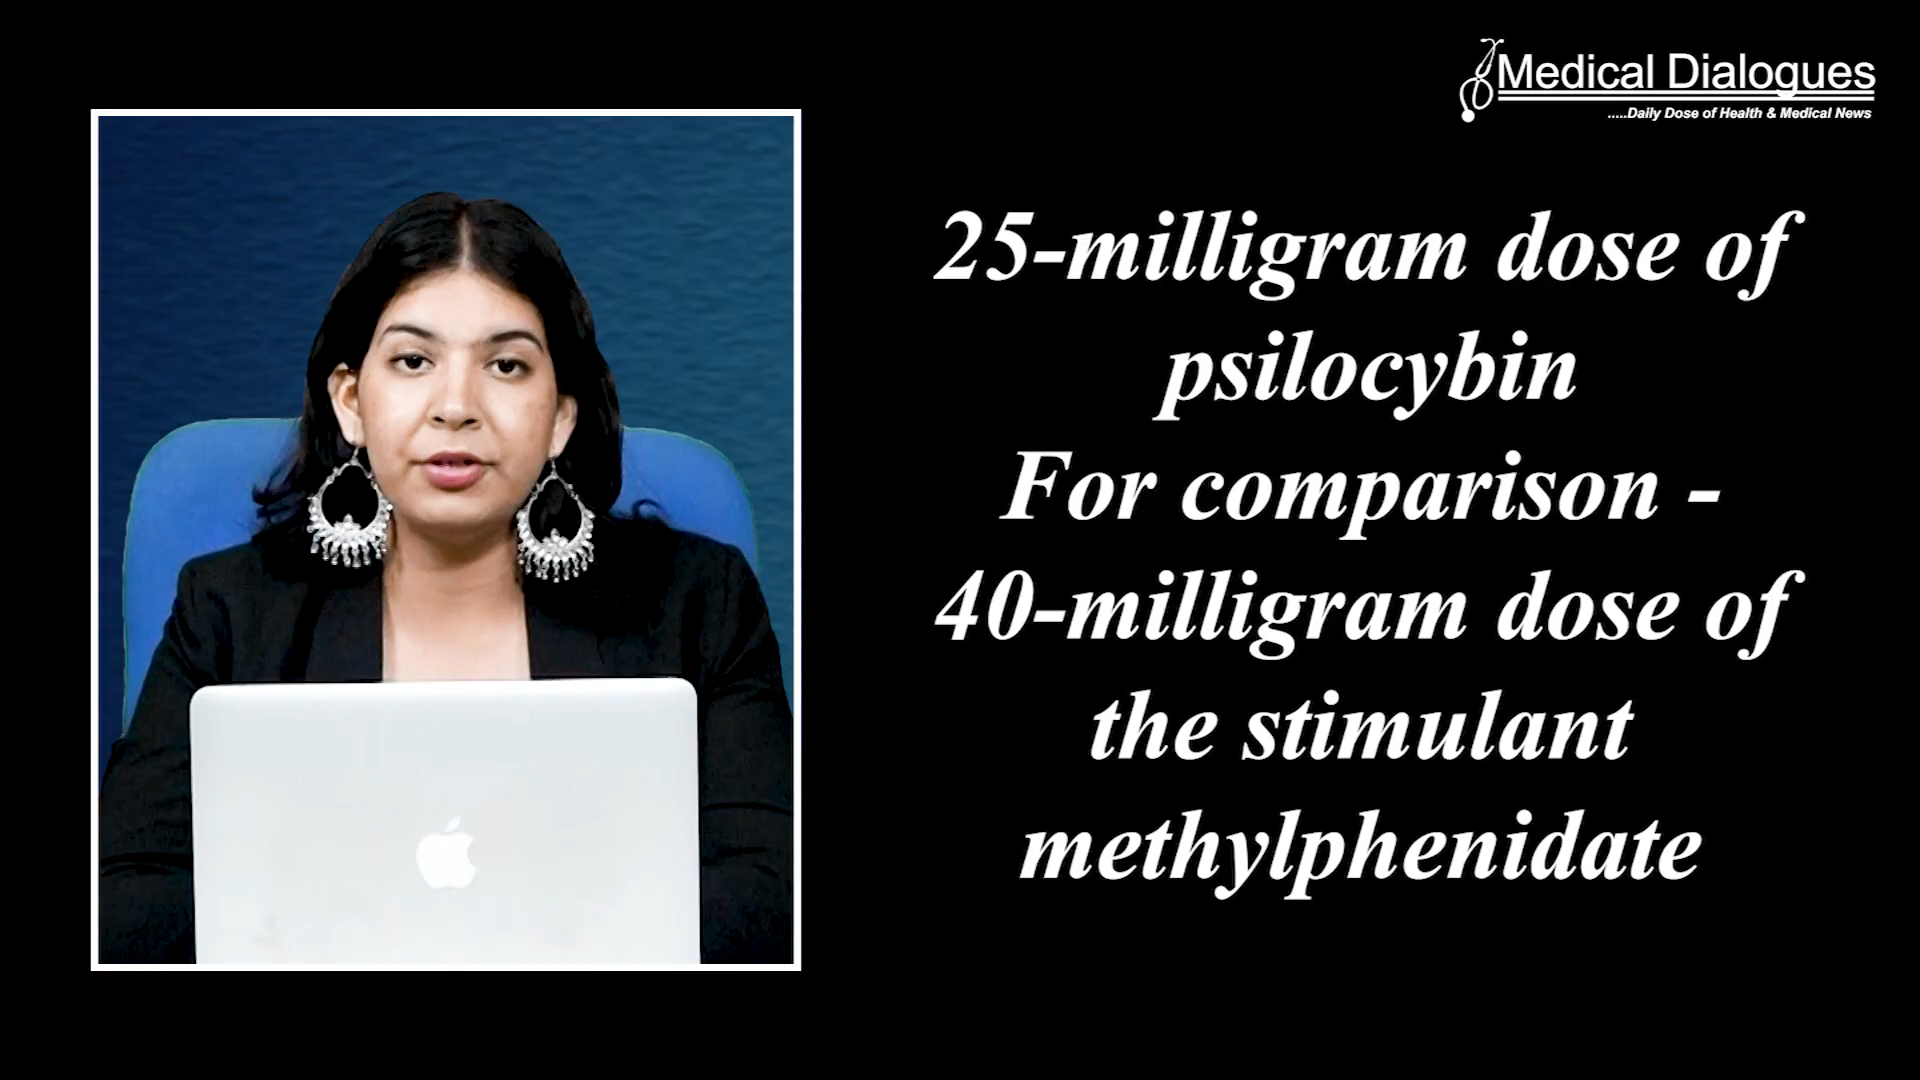 Medical Dialogues
.....Daily Dose of Health & Medical News
25-milligram dose of
psilocybin
For comparison -
40-milligram dose of
the stimulant
methylphenidate